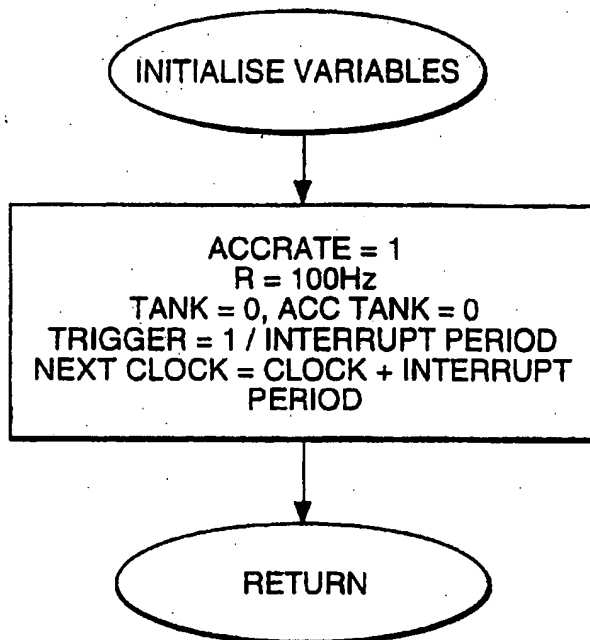 INITIALISE VARIABLES
ACCRATE = 1
R = 100Hz
TANK = 0, ACC TANK = 0
TRIGGER = 1 / INTERRUPT PERIOD
NEXT CLOCK = CLOCK + INTERRUPT
PERIOD
RETURN